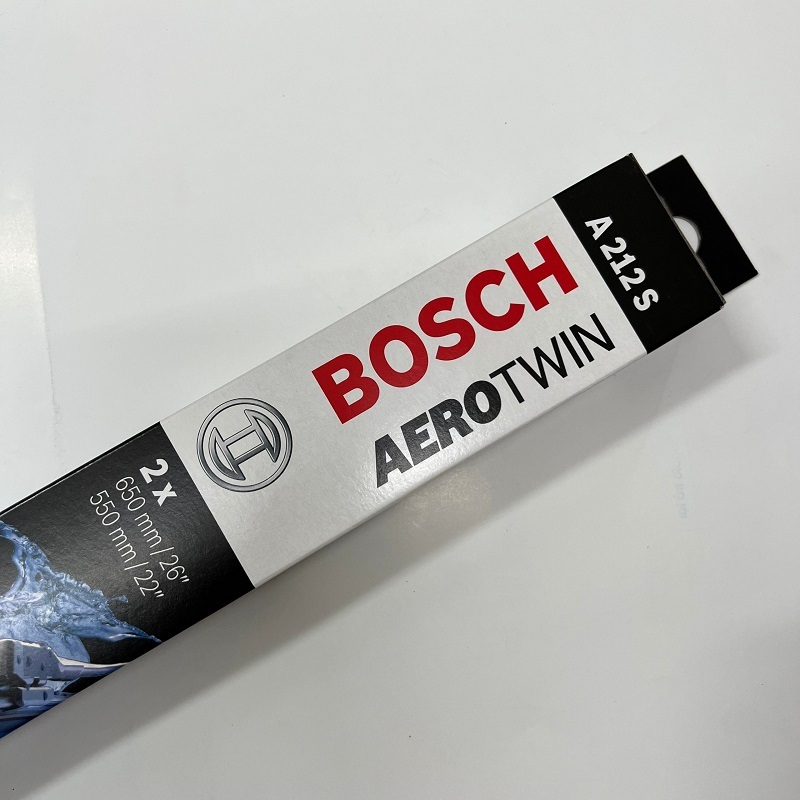 A 212 S
BOSCH
AEROTWIN
2 x
650 mm/26"
550 mm/22"